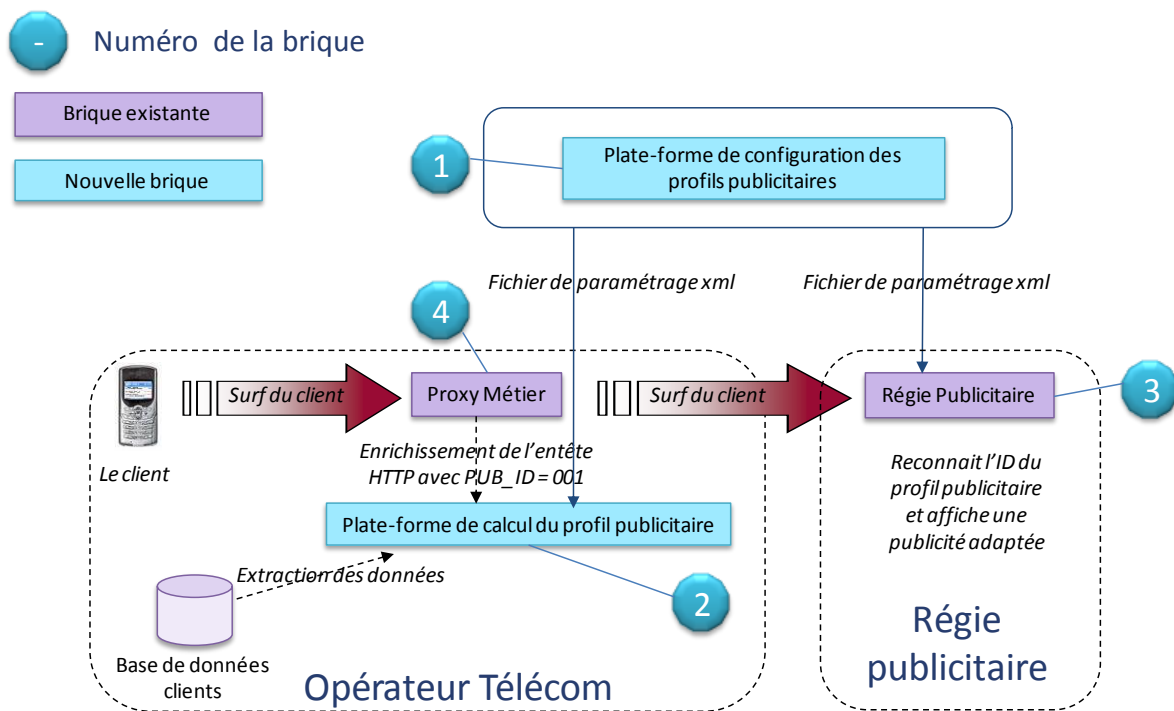 -
Numéro de la brique
Brique existante
Nouvelle brique
1
Plate-forme de configuration des
profils publicitaires
Fichier de paramétrage xml
Fichier de paramétrage xml
4
Surf du client
Proxy Métier
Surf du client
Régie Publicitaire
3
Le client
Enrichissement de l'entête
HTTP avec PUB_ID = 001
Reconnait l'ID du
profil publicitaire
et affiche une
publicité adaptée
Plate-forme de calcul du profil publicitaire
Extraction des données
2
Base de données
clients
Opérateur Télécom
Régie
publicitaire